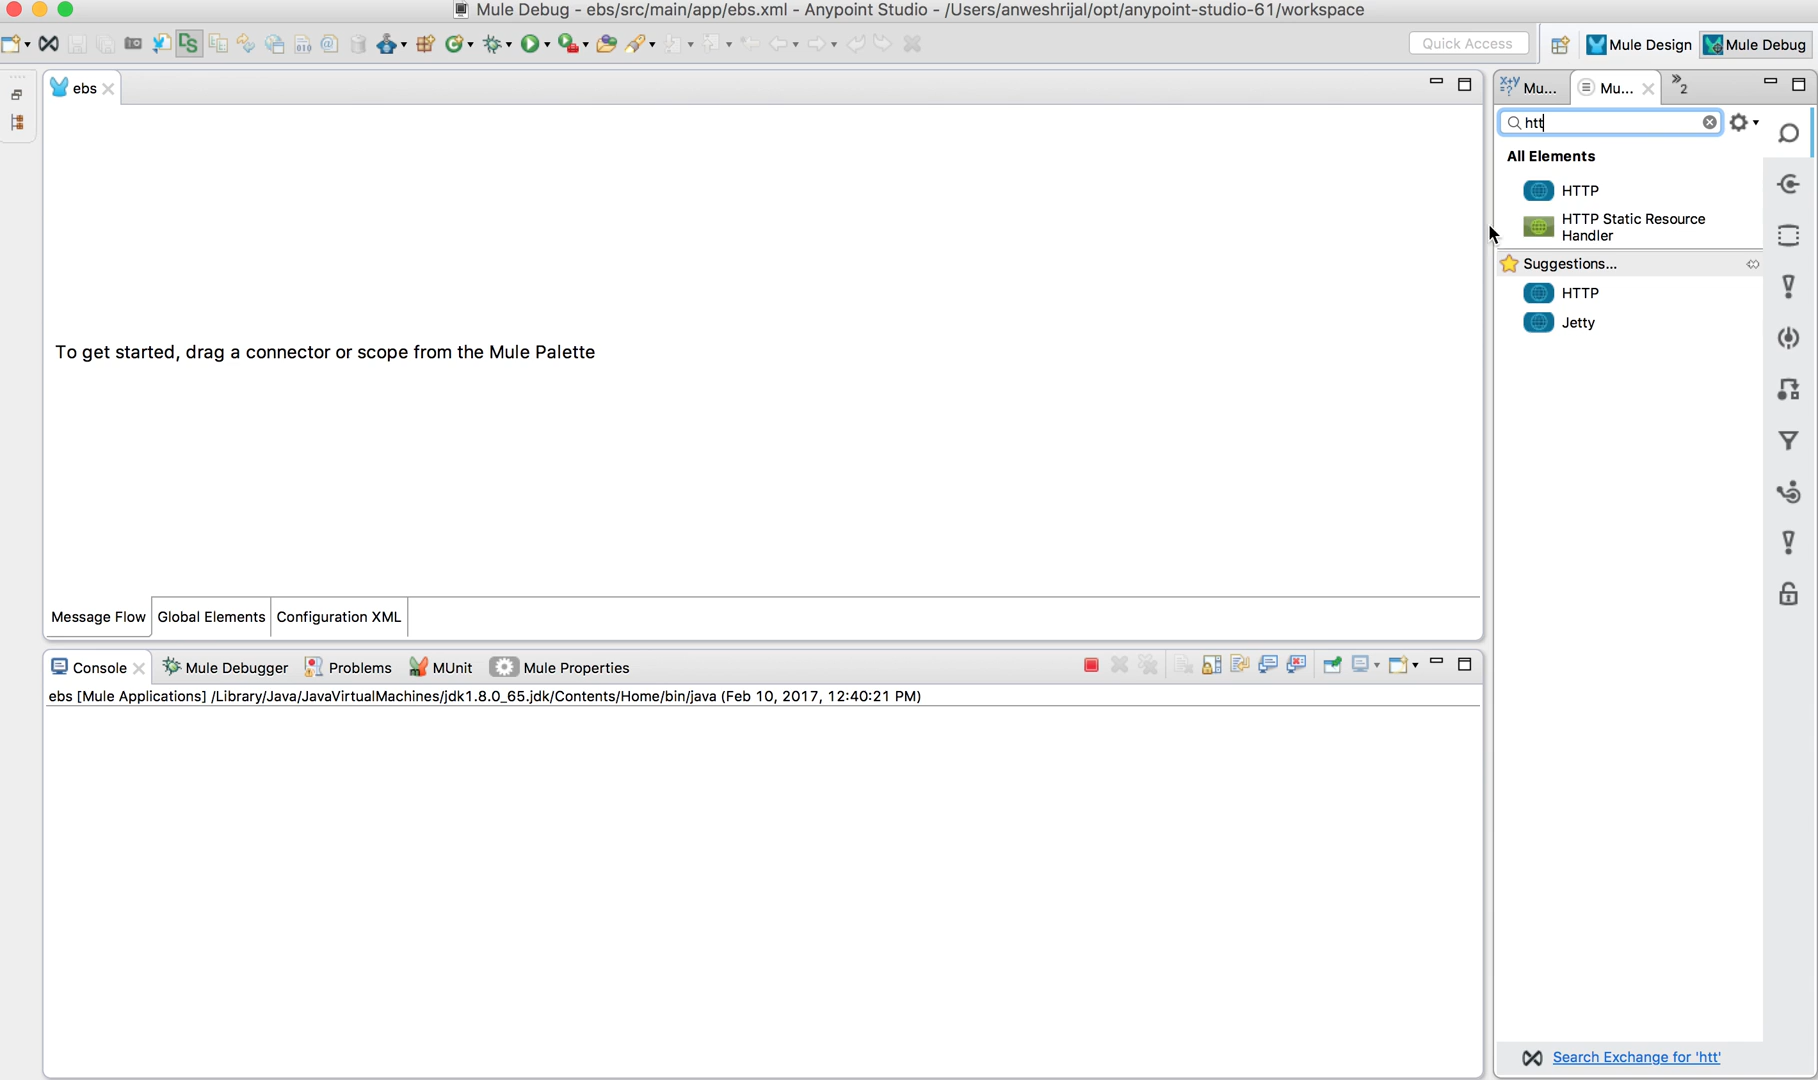 Mule Debug - ebs/src/main/app/ebs.xml - Anypoint Studio - /Users/anweshrijal/opt/anypoint-studio-61/workspace
Quick Access
Mule Design
Mule Debug
ebs
Mu...
Mu...
2
htt
All Elements
HTTP
HTTP Static Resource
Handler
Suggestions...
HTTP
Jetty
To get started, drag a connector or scope from the Mule Palette
Message Flow
Global Elements
Configuration XML
Console
Mule Debugger
Problems
MUnit
Mule Properties
ebs [Mule Applications] /Library/Java/JavaVirtualMachines/jdk1.8.0_65.jdk/Contents/Home/bin/java (Feb 10, 2017, 12:40:21 PM)
Search Exchange for 'htt'